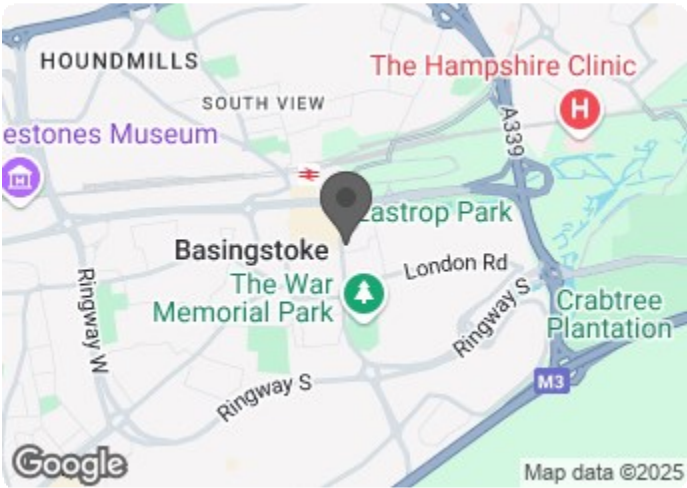 HOUNDMILLS
The Hampshire Clinic
H
SOUTH VIEW
A339
estones Museum
Eastrop Park
Basingstoke
London Rd
The War
Memorial Park
Ringway W
Ringway S
Crabtree
Plantation
Ringway S
M3
Google
Map data ©2025